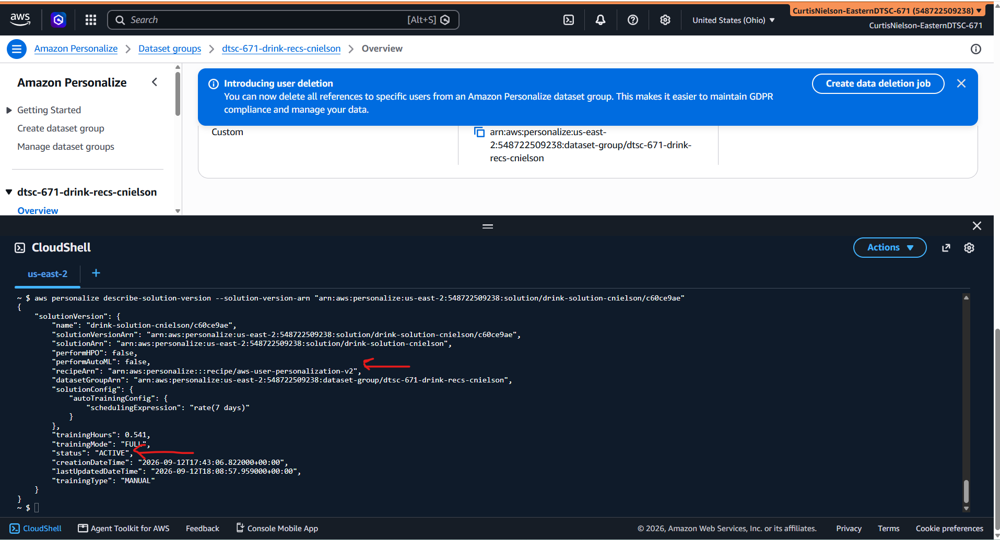 aws
Search
[Alt+S]
United States (Ohio)
CurtisNielson-EasternDTSC-671 (548722509238)
CurtisNielson-EasternDTSC-671
Amazon Personalize
Dataset groups
dtsc-671-drink-recs-cnielson
Overview
Amazon Personalize
Getting Started
Create dataset group
Manage dataset groups
dtsc-671-drink-recs-cnielson
Overview
Introducing user deletion
You can now delete all references to specific users from an Amazon Personalize dataset group. This makes it easier to maintain GDPR
compliance and manage your data.
Create data deletion job
Custom
arn:aws:personalize:us-east-
2:548722509238:dataset-group/dtsc-671-drink-
recs-cnielson
CloudShell
Actions
us-east-2
+
~ $ aws personalize describe-solution-version --solution-version-arn "arn:aws:personalize:us-east-2:548722509238:solution/drink-solution-cnielson/c60ce9ae"
{
"solutionVersion": {
"name": "drink-solution-cnielson/c60ce9ae",
"solutionVersionArn": "arn:aws:personalize:us-east-2:548722509238:solution/drink-solution-cnielson/c60ce9ae",
"solutionArn": "arn:aws:personalize:us-east-2:548722509238:solution/drink-solution-cnielson",
"performHPO": false,
"performAutoML": false,
"recipeArn": "arn:aws:personalize:::recipe/aws-user-personalization-v2",
"datasetGroupArn": "arn:aws:personalize:us-east-2:548722509238:dataset-group/dtsc-671-drink-recs-cnielson",
"solutionConfig": {
"autoTrainingConfig": {
"schedulingExpression": "rate(7 days)"
}
},
"trainingHours": 0.541,
"trainingMode": "FULL",
"status": "ACTIVE",
"creationDateTime": "2026-09-12T17:43:06.822000+00:00",
"lastUpdatedDateTime": "2026-09-12T18:08:57.959000+00:00",
"trainingType": "MANUAL"
}
}
~ $
CloudShell
Agent Toolkit for AWS
Feedback
Console Mobile App
© 2026, Amazon Web Services, Inc. or its affiliates.
Privacy
Terms
Cookie preferences